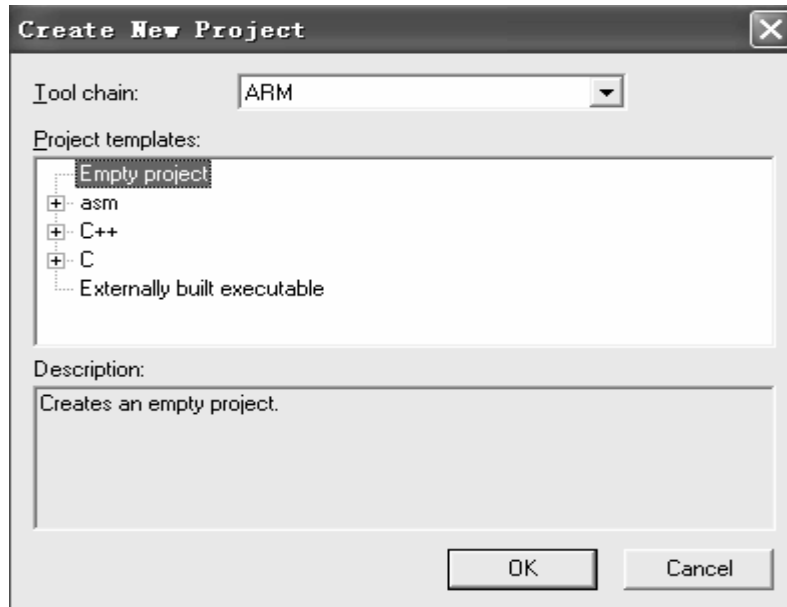 Create New Project
Tool chain: ARM
Project templates:
Empty project
asm
C++
C
Externally built executable
Description:
Creates an empty project.
OK Cancel